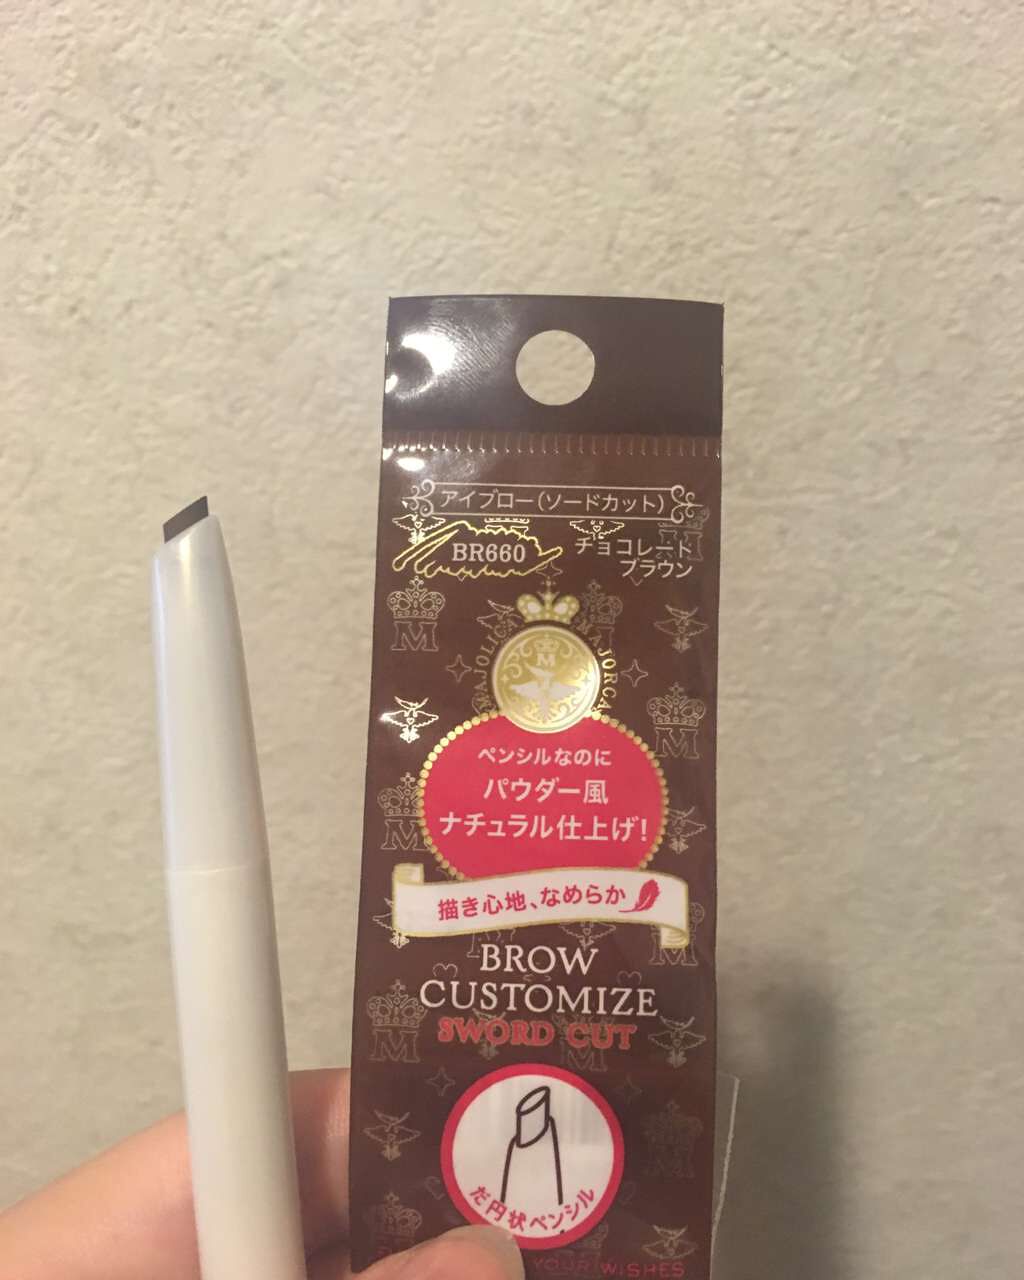 アイブロー(ソードカット)
BR660
チョコレート
ブラウン
MAJOLICA MAJORCA
M
ペンシルなのに
パウダー風
ナチュラル仕上げ!
描き心地、なめらか
BROW
CUSTOMIZE
SWORD CUT
だ円状ペンシル
YOUR WISHES